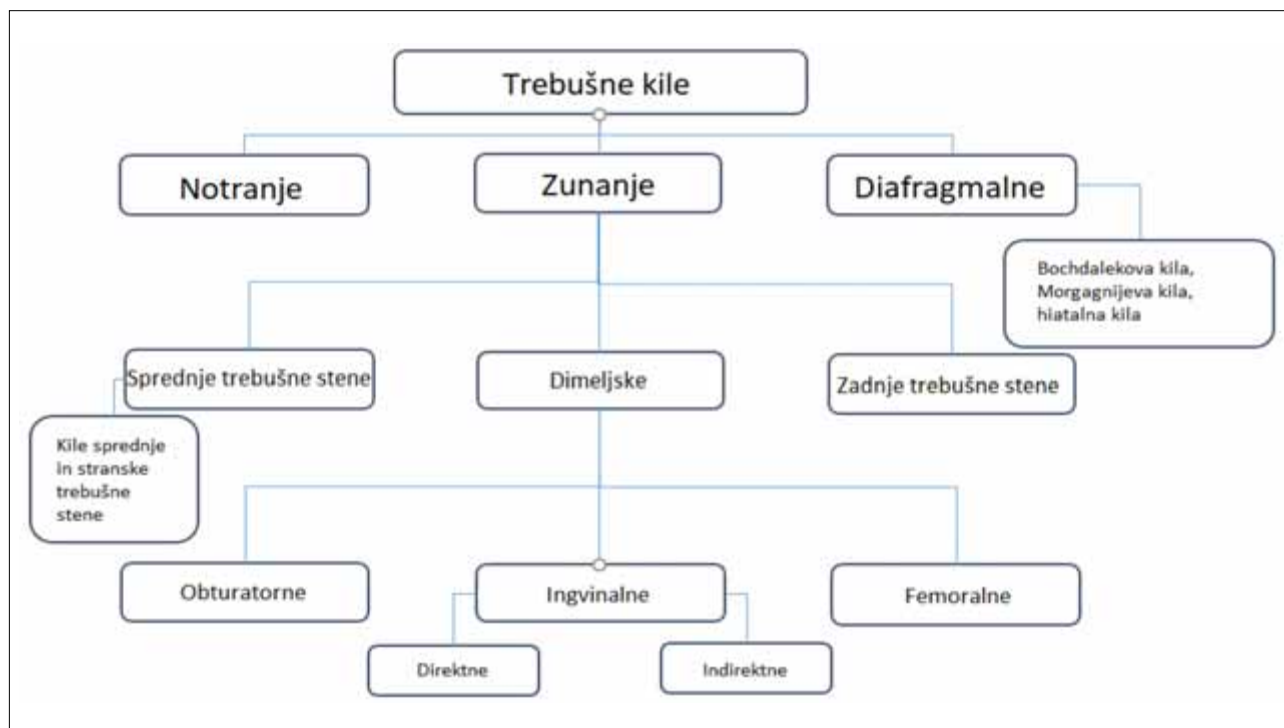 Trebušne kile
Notranje
Zunanje
Diafragmalne
Bochdalekova kila,
Morgagnijeva kila,
hiatalna kila
Sprednje trebušne stene
Dimeljske
Zadnje trebušne stene
Kile sprednje
in stranske
trebušne
stene
Obturatorne
Ingvinalne
Femoralne
Direktne
Indirektne